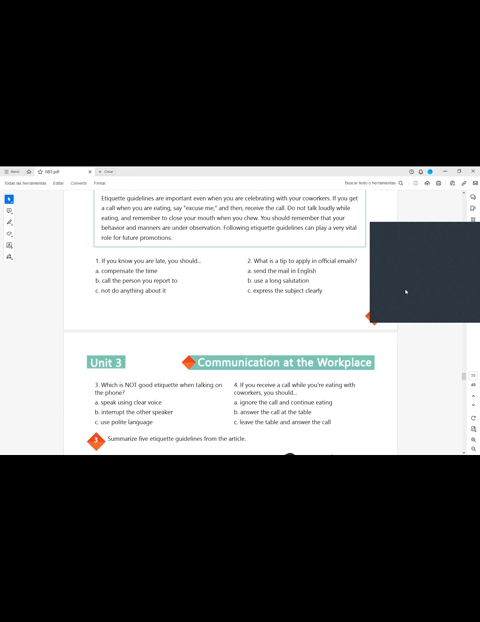 Menú
SB3.pdf
+ Crear
Todas las herramientas Editar Convertir Firmar
Buscar texto o herramientas
Etiquette guidelines are important even when you are celebrating with your coworkers. If you get
a call when you are eating, say "excuse me," and then, receive the call. Do not talk loudly while
eating, and remember to close your mouth when you chew. You should remember that your
behavior and manners are under observation. Following etiquette guidelines can play a very vital
role for future promotions.
1. If you know you are late, you should...
a. compensate the time
b. call the person you report to
c. not do anything about it
2. What is a tip to apply in official emails?
a. send the mail in English
b. use a long salutation
c. express the subject clearly
Unit 3
Communication at the Workplace
3. Which is NOT good etiquette when talking on
the phone?
a. speak using clear voice
b. interrupt the other speaker
c. use polite language
4. If you receive a call while you're eating with
coworkers, you should...
a. ignore the call and continue eating
b. answer the call at the table
c. leave the table and answer the call
3. Summarize five etiquette guidelines from the article.